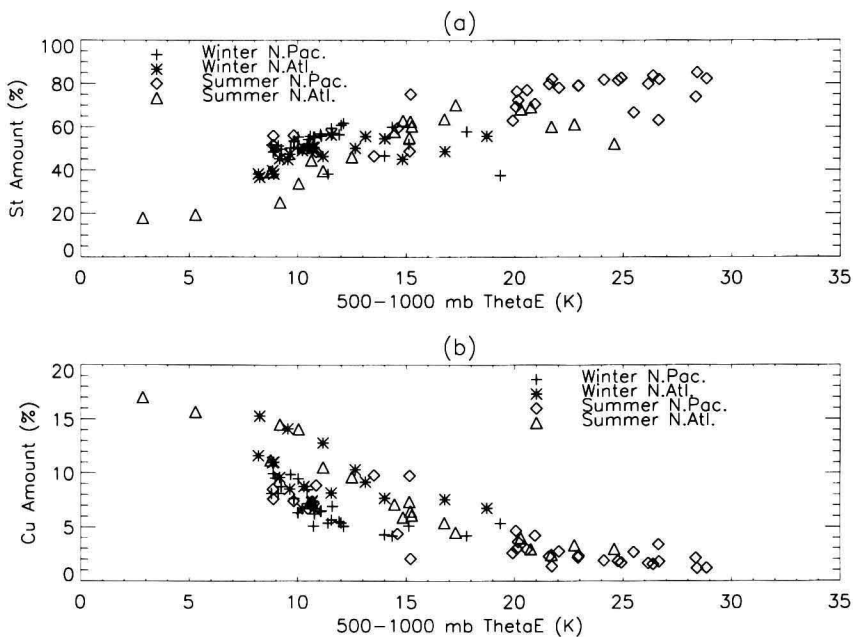 (a)
100
80
60
40
20
0
St Amount (%)
Winter N.Pac.
Winter N.Atl.
Summer N.Pac.
Summer N.Atl.
0 5 10 15 20 25 30 35
500-1000 mb ThetaE (K)
(b)
20
15
10
5
0
Cu Amount (%)
Winter N.Pac.
Winter N.Atl.
Summer N.Pac.
Summer N.Atl.
0 5 10 15 20 25 30 35
500-1000 mb ThetaE (K)